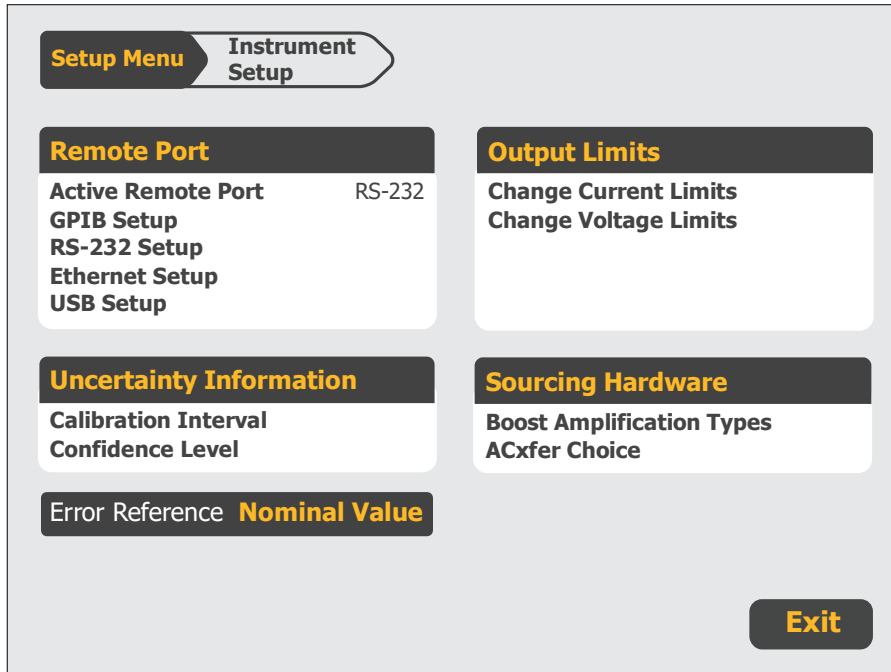 Setup Menu
Instrument
Setup
Remote Port
Active Remote Port RS-232
GPIB Setup
RS-232 Setup
Ethernet Setup
USB Setup
Output Limits
Change Current Limits
Change Voltage Limits
Uncertainty Information
Calibration Interval
Confidence Level
Sourcing Hardware
Boost Amplification Types
ACxfer Choice
Error Reference Nominal Value
Exit